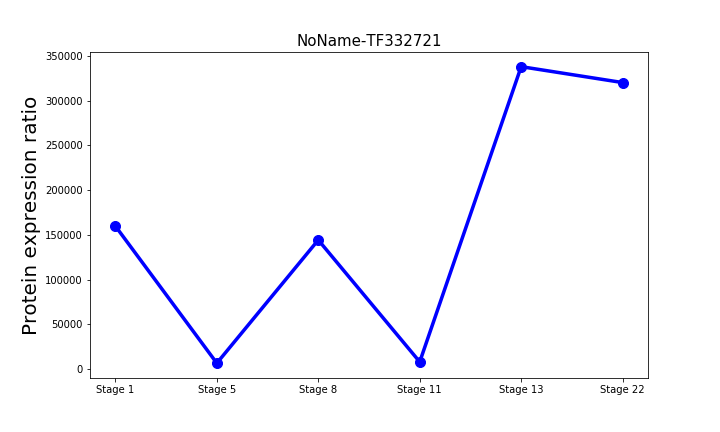 NoName-TF332721
Protein expression ratio
350000
300000
250000
200000
150000
100000
50000
0
Stage 1 Stage 5 Stage 8 Stage 11 Stage 13 Stage 22